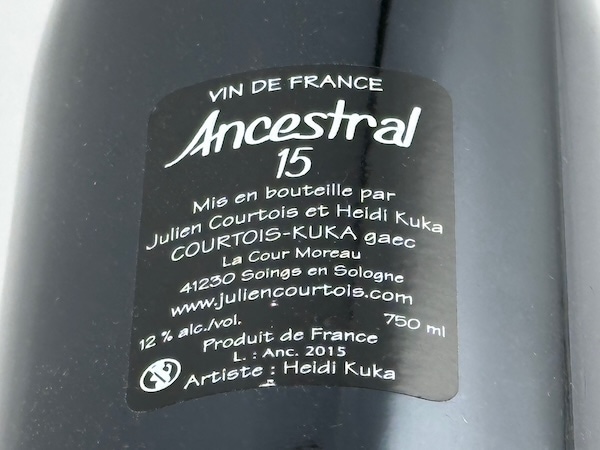 VIN DE FRANCE
Ancestral
15
Mis en bouteille par
Julien Courtois et Heidi Kuka
COURTOIS-KUKA gaec
La Cour Moreau
41230 Soings en Sologne
www.juliencourtois.com
12 % alc./vol. 750 ml
Produit de France
L. : Anc. 2015
Artiste : Heidi Kuka